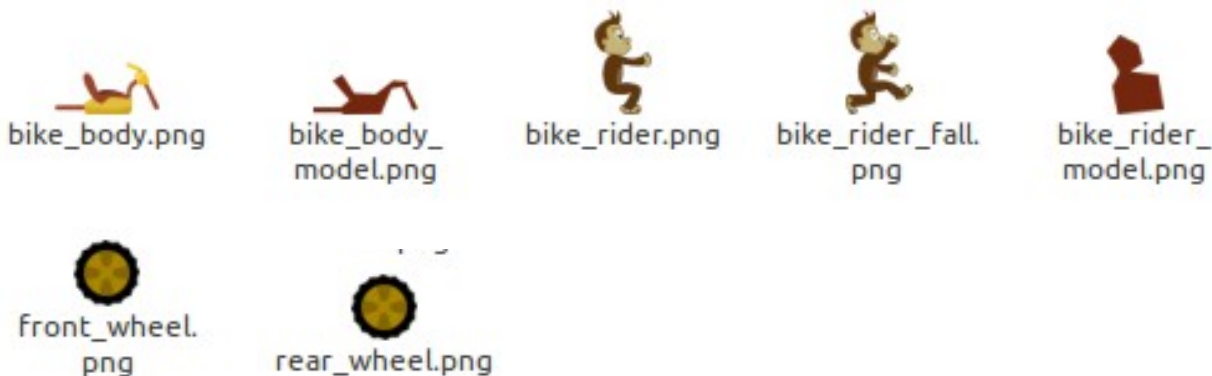 bike_body.png
bike_body_
model.png
bike_rider.png
bike_rider_fall.
png
bike_rider_
model.png
front_wheel.
png
rear_wheel.png